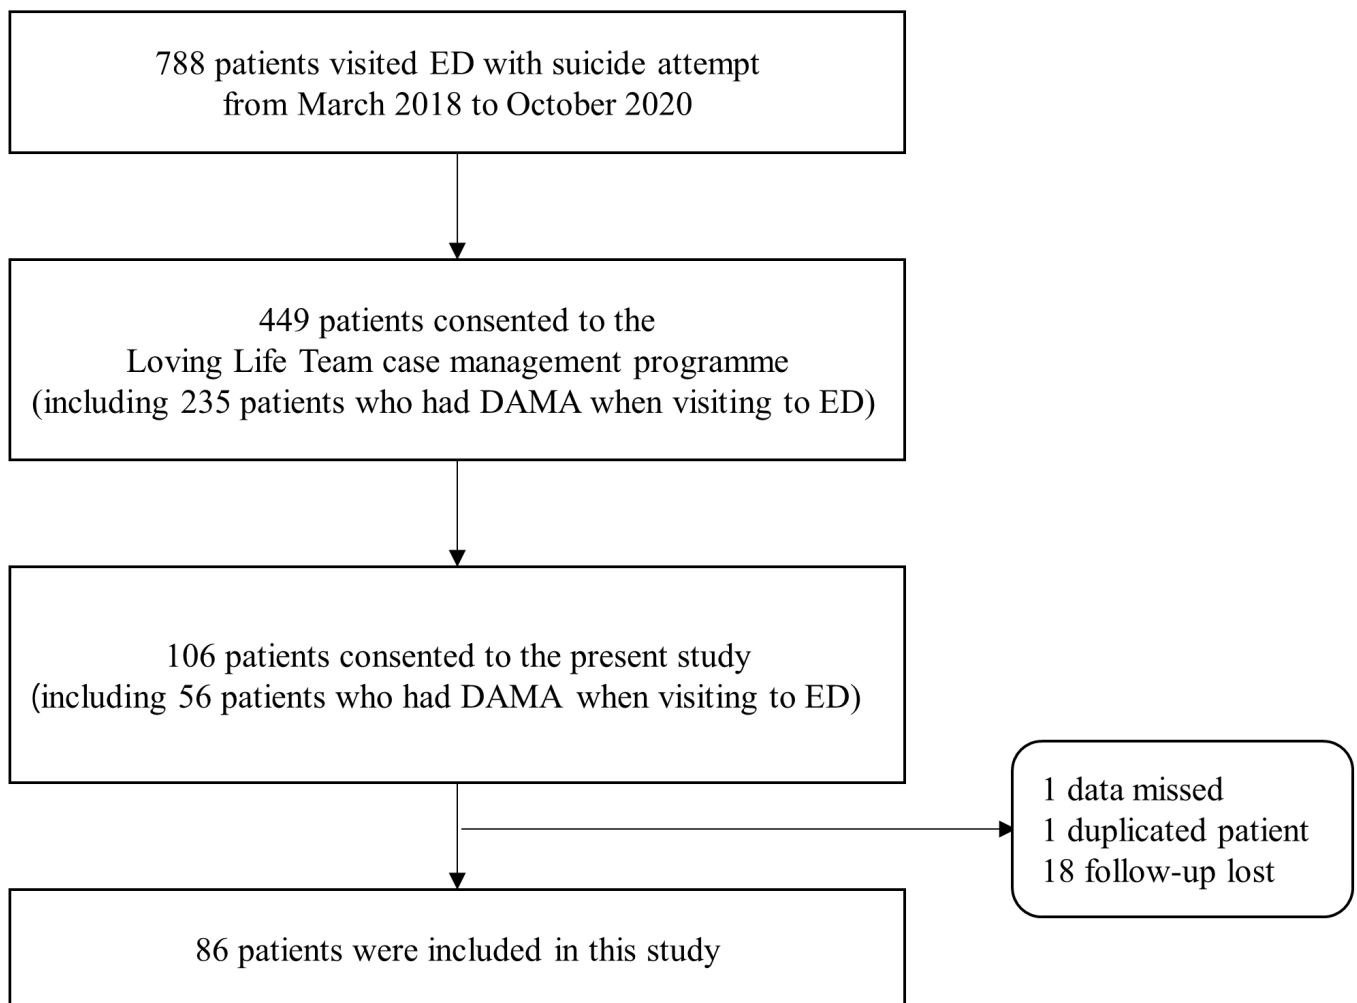 788 patients visited ED with suicide attempt
from March 2018 to October 2020
449 patients consented to the
Loving Life Team case management programme
(including 235 patients who had DAMA when visiting to ED)
106 patients consented to the present study
(including 56 patients who had DAMA when visiting to ED)
1 data missed
1 duplicated patient
18 follow-up lost
86 patients were included in this study